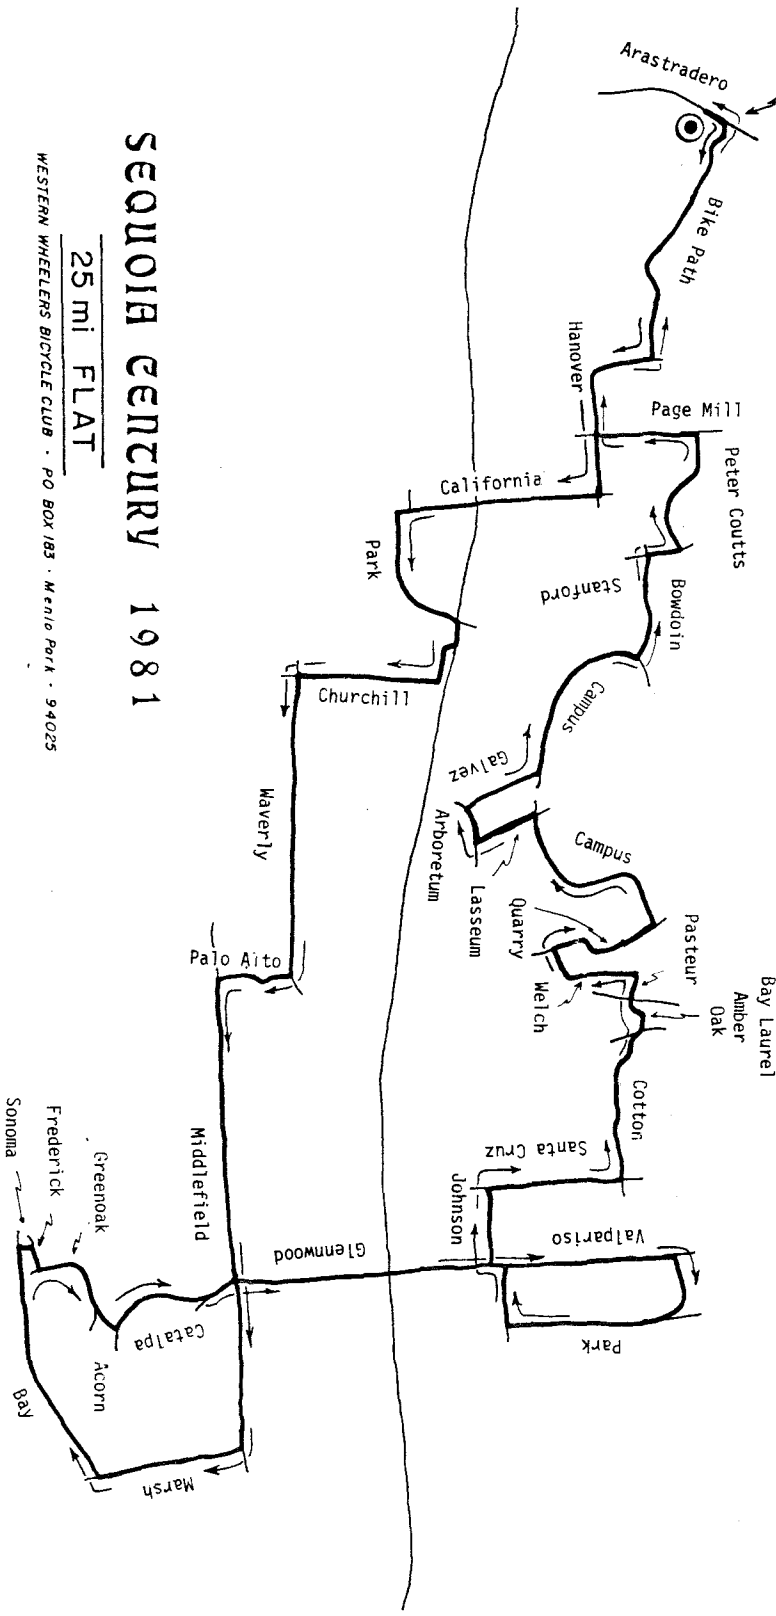 SEQUOIA CENTURY 1981
25 mi FLAT
WESTERN WHEELERS BICYCLE CLUB · PO BOX 183 · Menlo Park · 94025
Arastradero
Bike Path
Hanover
Page Mill
Peter Coutts
California
Stanford
Bowdoin
Park
Campus
Churchill
Galvez
Arboretum
Lasseum
Waverly
Campus
Quarry
Pasteur
Welch
Bay Laurel
Amber
Oak
Palo Alto
Cotton
Santa Cruz
Johnson
Middlefield
Glenwood
Valpariso
Park
Sonoma
Frederick
Greenoak
Catalpa
Acorn
Bay
Marsh